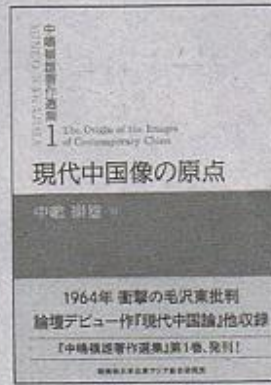 中嶋嶺雄著作選集
MINEO NAKAJIMA
1
The Origin of the Images
of Contemporary China
現代中国像の原点
中嶋 嶺雄
1964年 衝撃の毛沢東批判
論壇デビュー作『現代中国論』他収録
『中嶋嶺雄著作選集』第1巻、発刊!